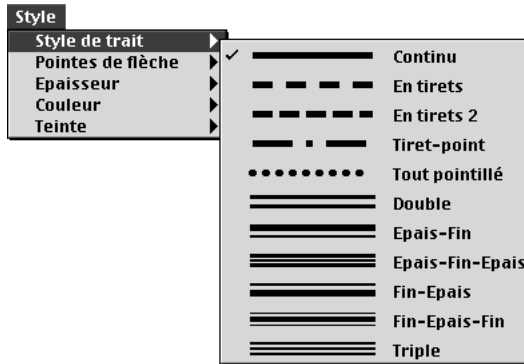 Style
Style de trait
Pointes de flèche
Epaisseur
Couleur
Teinte
Continu
En tirets
En tirets 2
Tiret-point
Tout pointillé
Double
Epais-Fin
Epais-Fin-Epais
Fin-Epais
Fin-Epais-Fin
Triple